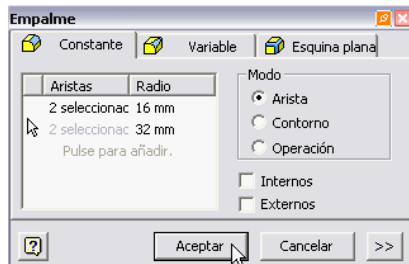 Empalme
Constante Variable Esquina plana
Aristas Radio
2 seleccionac 16 mm
2 seleccionac 32 mm
Pulse para añadir.
Modo
Arista
Contorno
Operación
Internos
Externos
Aceptar Cancelar >>